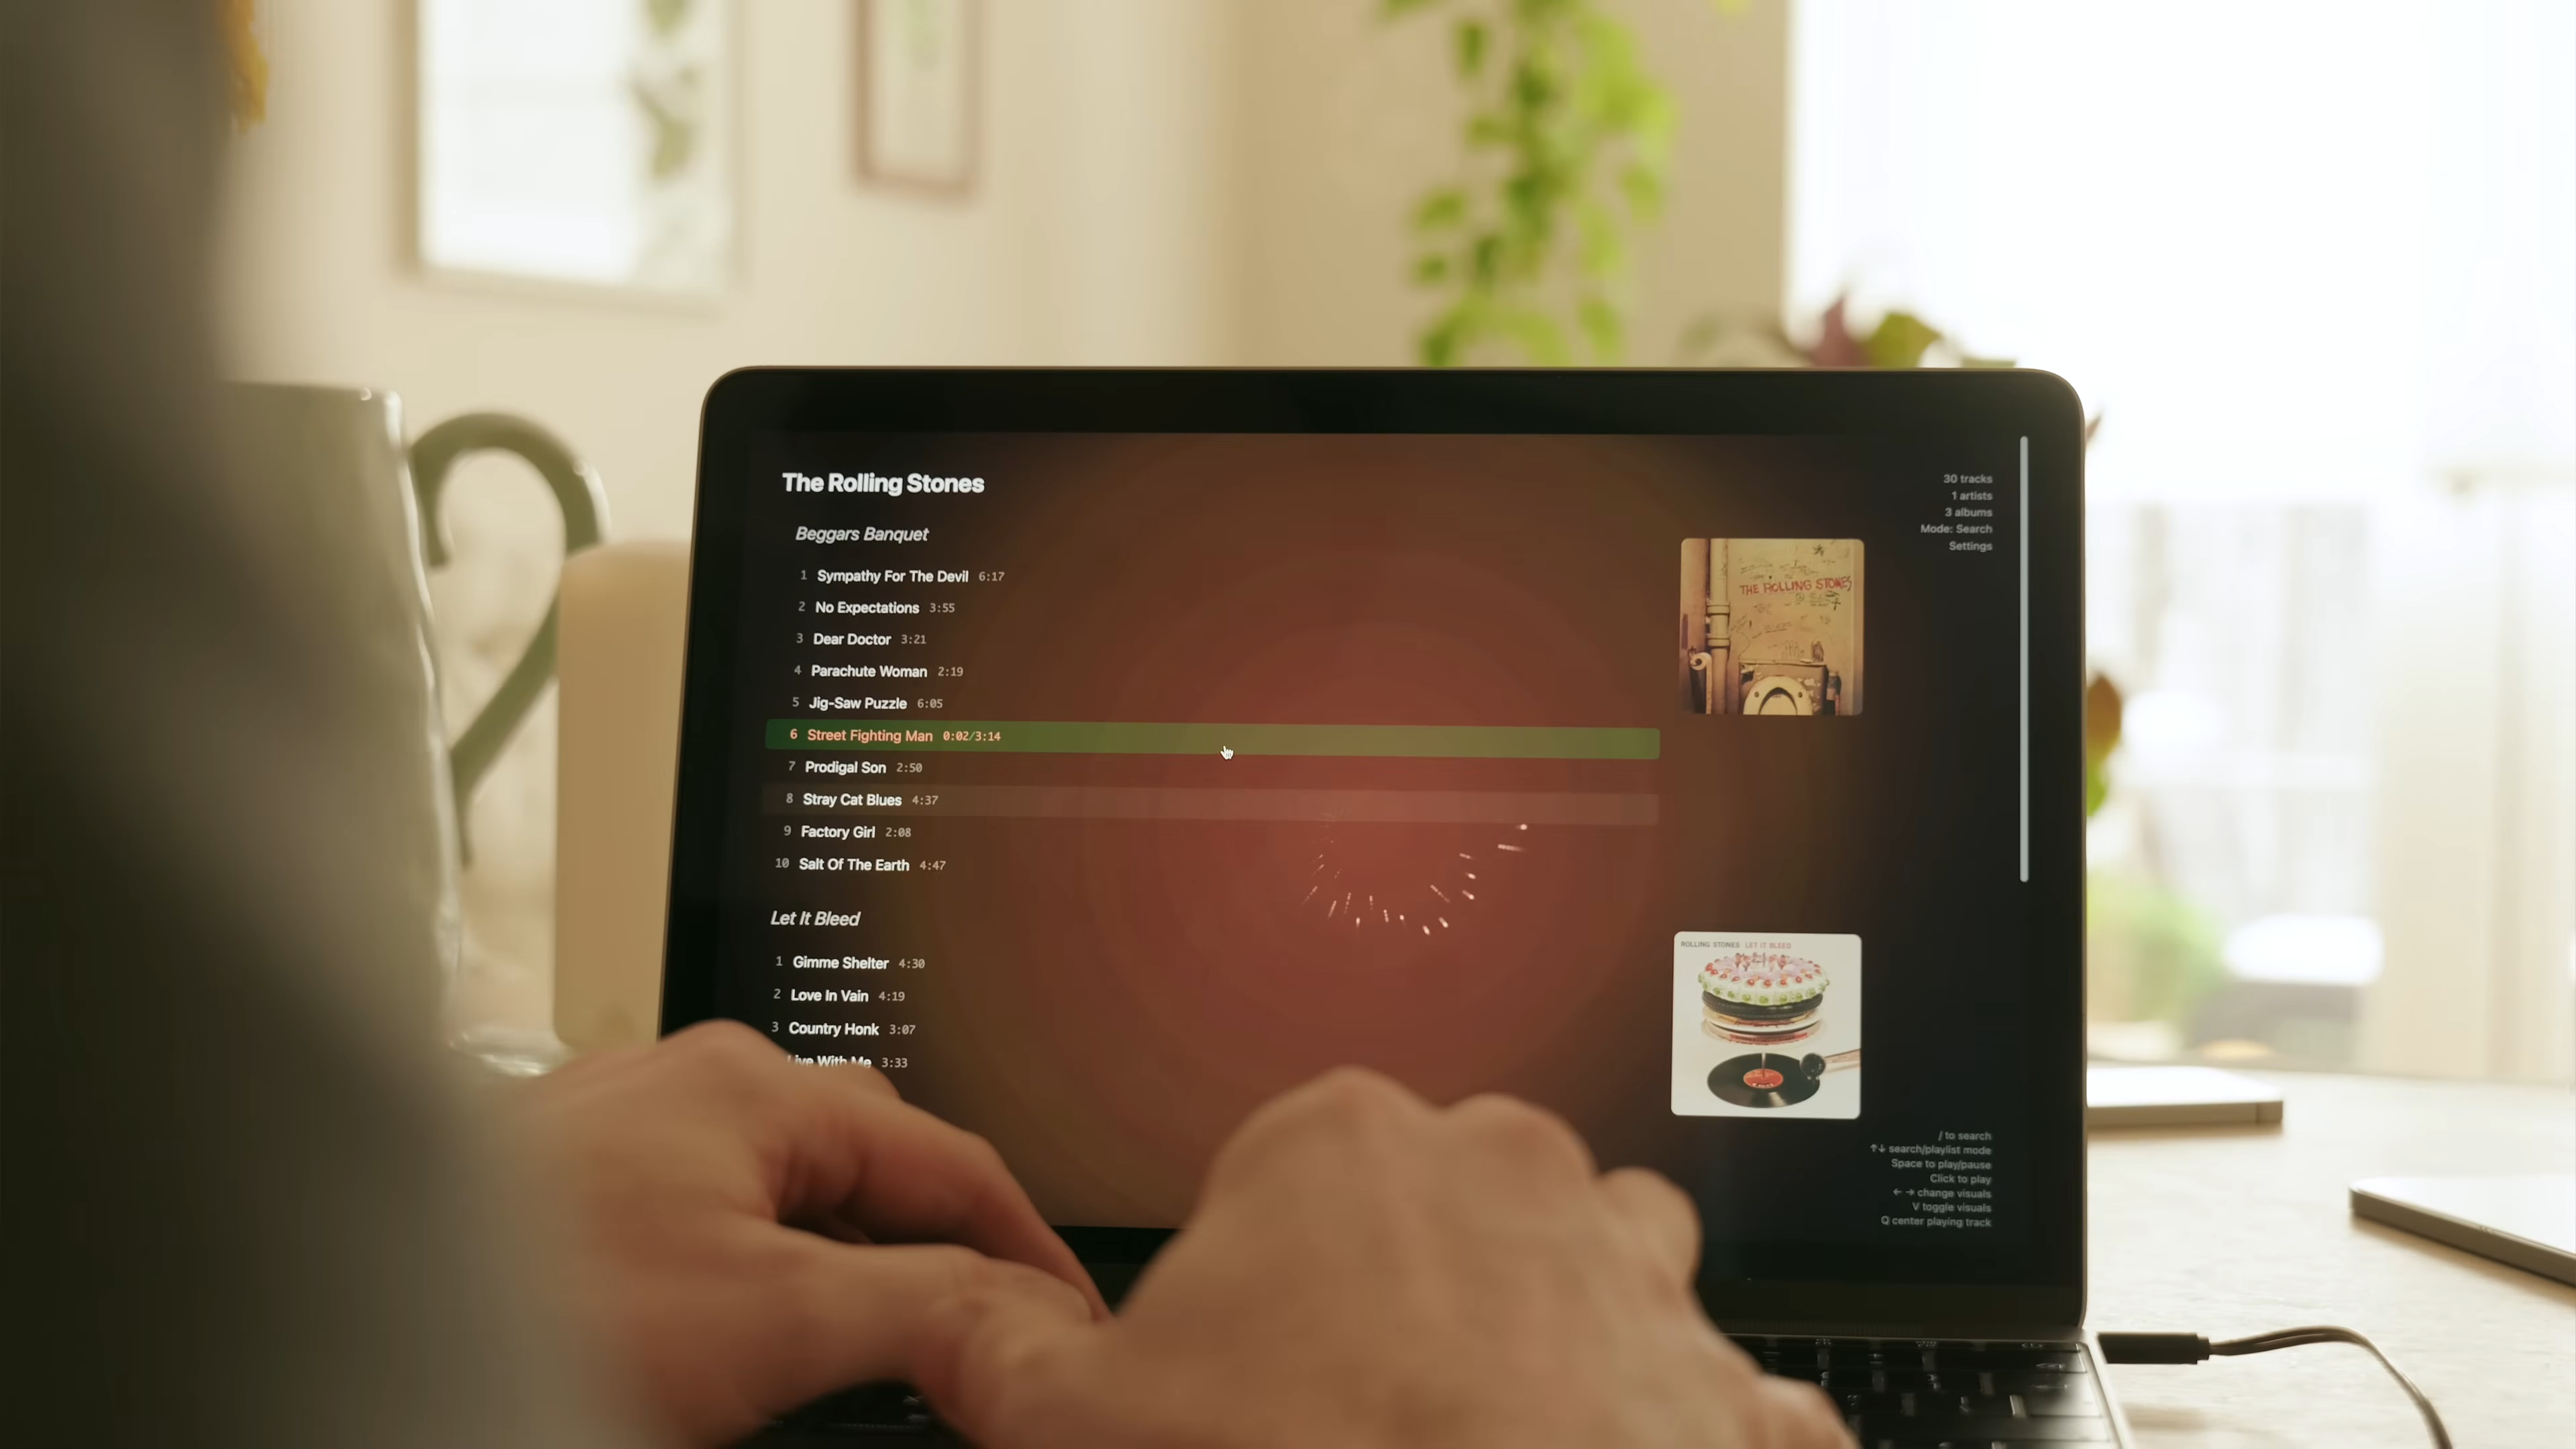 The Rolling Stones
30 tracks
1 artists
3 albums
Mode: Search
Settings
Beggars Banquet
1 Sympathy For The Devil 6:17
2 No Expectations 3:55
3 Dear Doctor 3:21
4 Parachute Woman 2:19
5 Jig-Saw Puzzle 6:05
6 Street Fighting Man 0:02/3:14
7 Prodigal Son 2:50
8 Stray Cat Blues 4:37
9 Factory Girl 2:08
10 Salt Of The Earth 4:47
THE ROLLING STONES
Let It Bleed
1 Gimme Shelter 4:30
2 Love In Vain 4:19
3 Country Honk 3:07
Live With Me 3:33
ROLLING STONES LET IT BLEED
/ to search
↑↓ search/playlist mode
Space to play/pause
Click to play
← → change visuals
V toggle visuals
Q center playing track